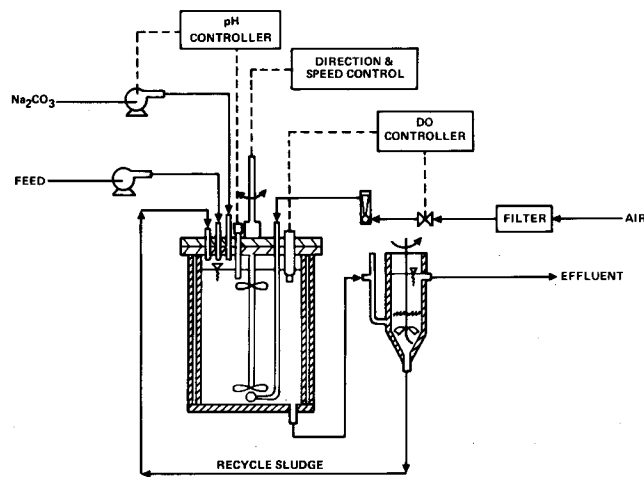 pH
CONTROLLER
DIRECTION &
SPEED CONTROL
Na₂CO₃
DO
CONTROLLER
FEED
FILTER
AIR
EFFLUENT
RECYCLE SLUDGE